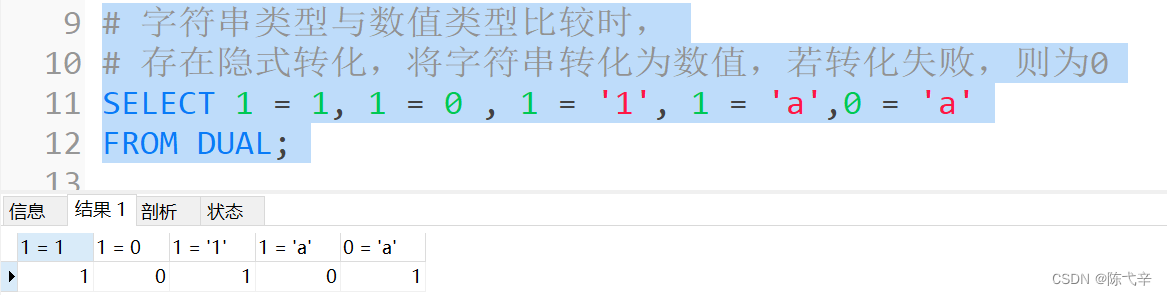 9 # 字符串类型与数值类型比较时，
10 # 存在隐式转化，将字符串转化为数值，若转化失败，则为0
11 SELECT 1 = 1, 1 = 0 , 1 = '1', 1 = 'a',0 = 'a'
12 FROM DUAL;
13
信息 结果 1 剖析 状态
1 = 1 1 = 0 1 = '1' 1 = 'a' 0 = 'a'
1 0 1 0 1
CSDN @陈弋辛